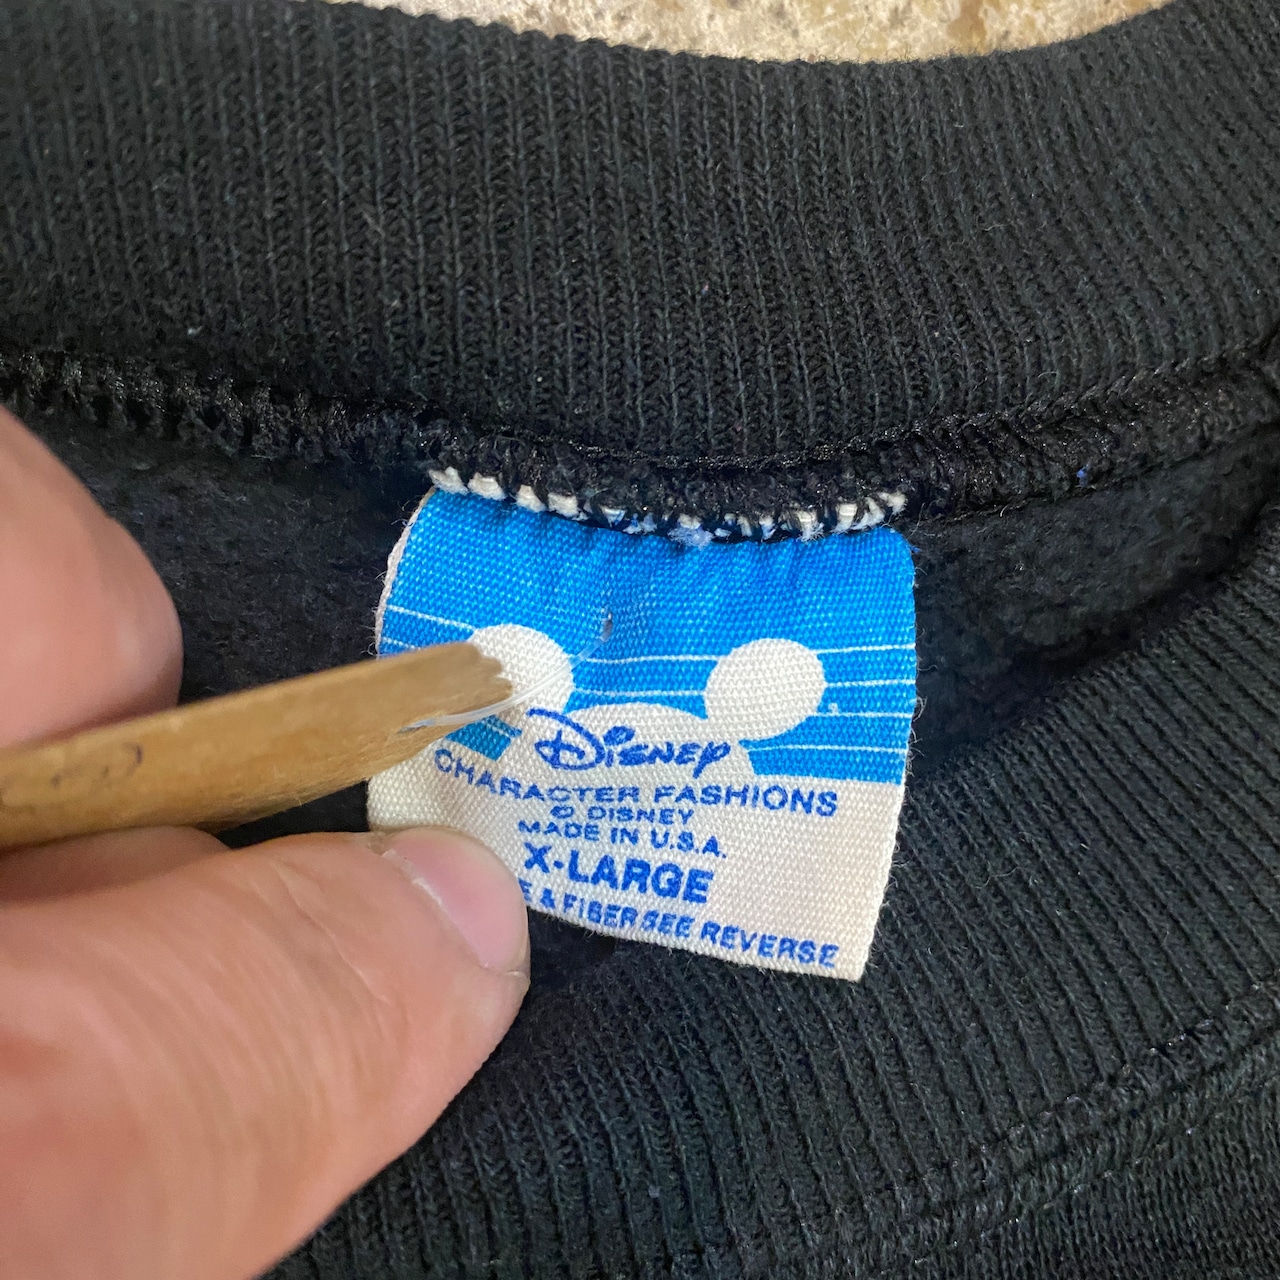 Disney
CHARACTER FASHIONS
© DISNEY
MADE IN U.S.A.
X-LARGE
& FIBER SEE REVERSE